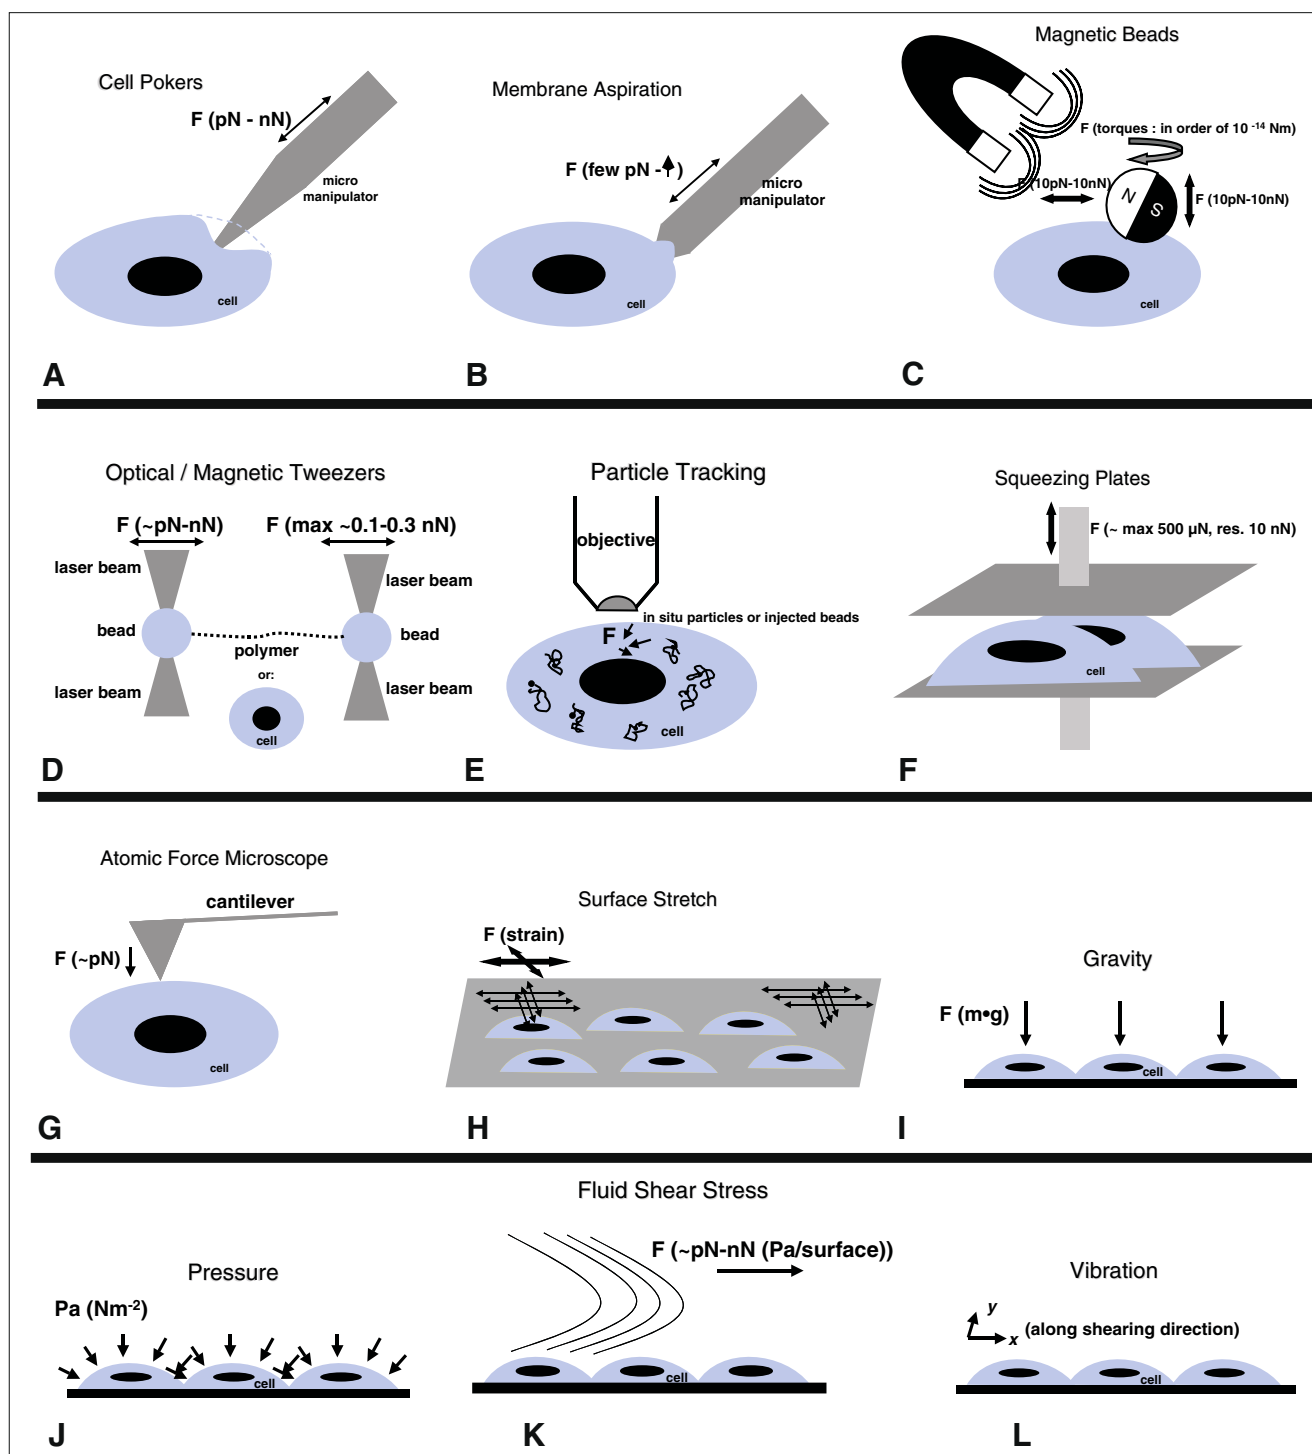 Cell Pokers
F (pN - nN)
micro
manipulator
cell
A
Membrane Aspiration
F (few pN - )
micro
manipulator
cell
B
Magnetic Beads
F (torques : in order of 10 -14 Nm)
F (10pN-10nN)
N
S
F (10pN-10nN)
cell
C
Optical / Magnetic Tweezers
F (~pN-nN)
F (max ~0.1-0.3 nN)
laser beam
laser beam
bead
bead
polymer
or:
laser beam
laser beam
cell
D
Particle Tracking
objective
in situ particles or injected beads
F
cell
E
Squeezing Plates
F (~ max 500 µN, res. 10 nN)
cell
F
Atomic Force Microscope
cantilever
F (~pN)
cell
G
Surface Stretch
F (strain)
H
Gravity
F (m•g)
cell
I
Pressure
Pa (Nm-2)
cell
J
Fluid Shear Stress
F (~pN-nN (Pa/surface))
cell
K
Vibration
y
x
(along shearing direction)
cell
L